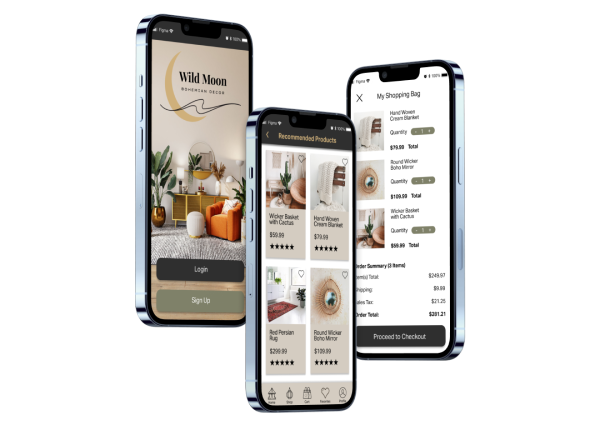 Figma
100%
Wild Moon
BOHEMIAN DECOR
Login
Sign Up
Figma
100%
Recommended Products
Wicker Basket
with Cactus
$59.99
★★★★★
Hand Woven
Cream Blanket
$79.99
★★★★★
Red Persian
Rug
$299.99
★★★★★
Round Wicker
Boho Mirror
$109.99
★★★★★
Home
Shop
Cart
Favorites
Profile
Figma
100%
My Shopping Bag
Hand Woven
Cream Blanket
Quantity - 1 +
$79.99 Total
Round Wicker
Boho Mirror
Quantity - 1 +
$109.99 Total
Wicker Basket
with Cactus
Quantity - 1 +
$59.99 Total
Order Summary (3 Items)
Item(s) Total: $249.97
Shipping: $9.99
Sales Tax: $21.25
Order Total: $281.21
Proceed to Checkout